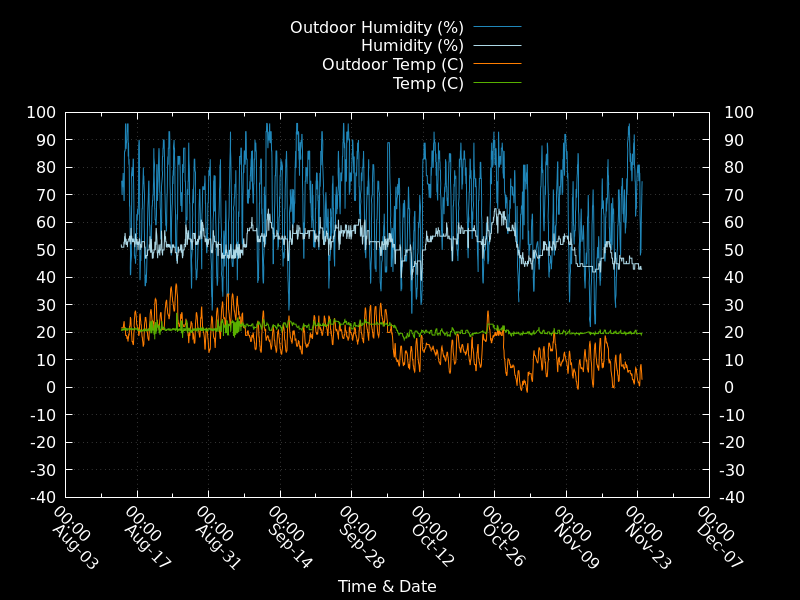 Outdoor Humidity (%)
Humidity (%)
Outdoor Temp (C)
Temp (C)
100 100
90 90
80 80
70 70
60 60
50 50
40 40
30 30
20 20
10 10
0 0
-10 -10
-20 -20
-30 -30
-40 -40
00:00 00:00 00:00 00:00 00:00 00:00 00:00 00:00 00:00 00:00
Aug-03 Aug-17 Aug-31 Sep-14 Sep-28 Oct-12 Oct-26 Nov-09 Nov-23 Dec-07
Time & Date